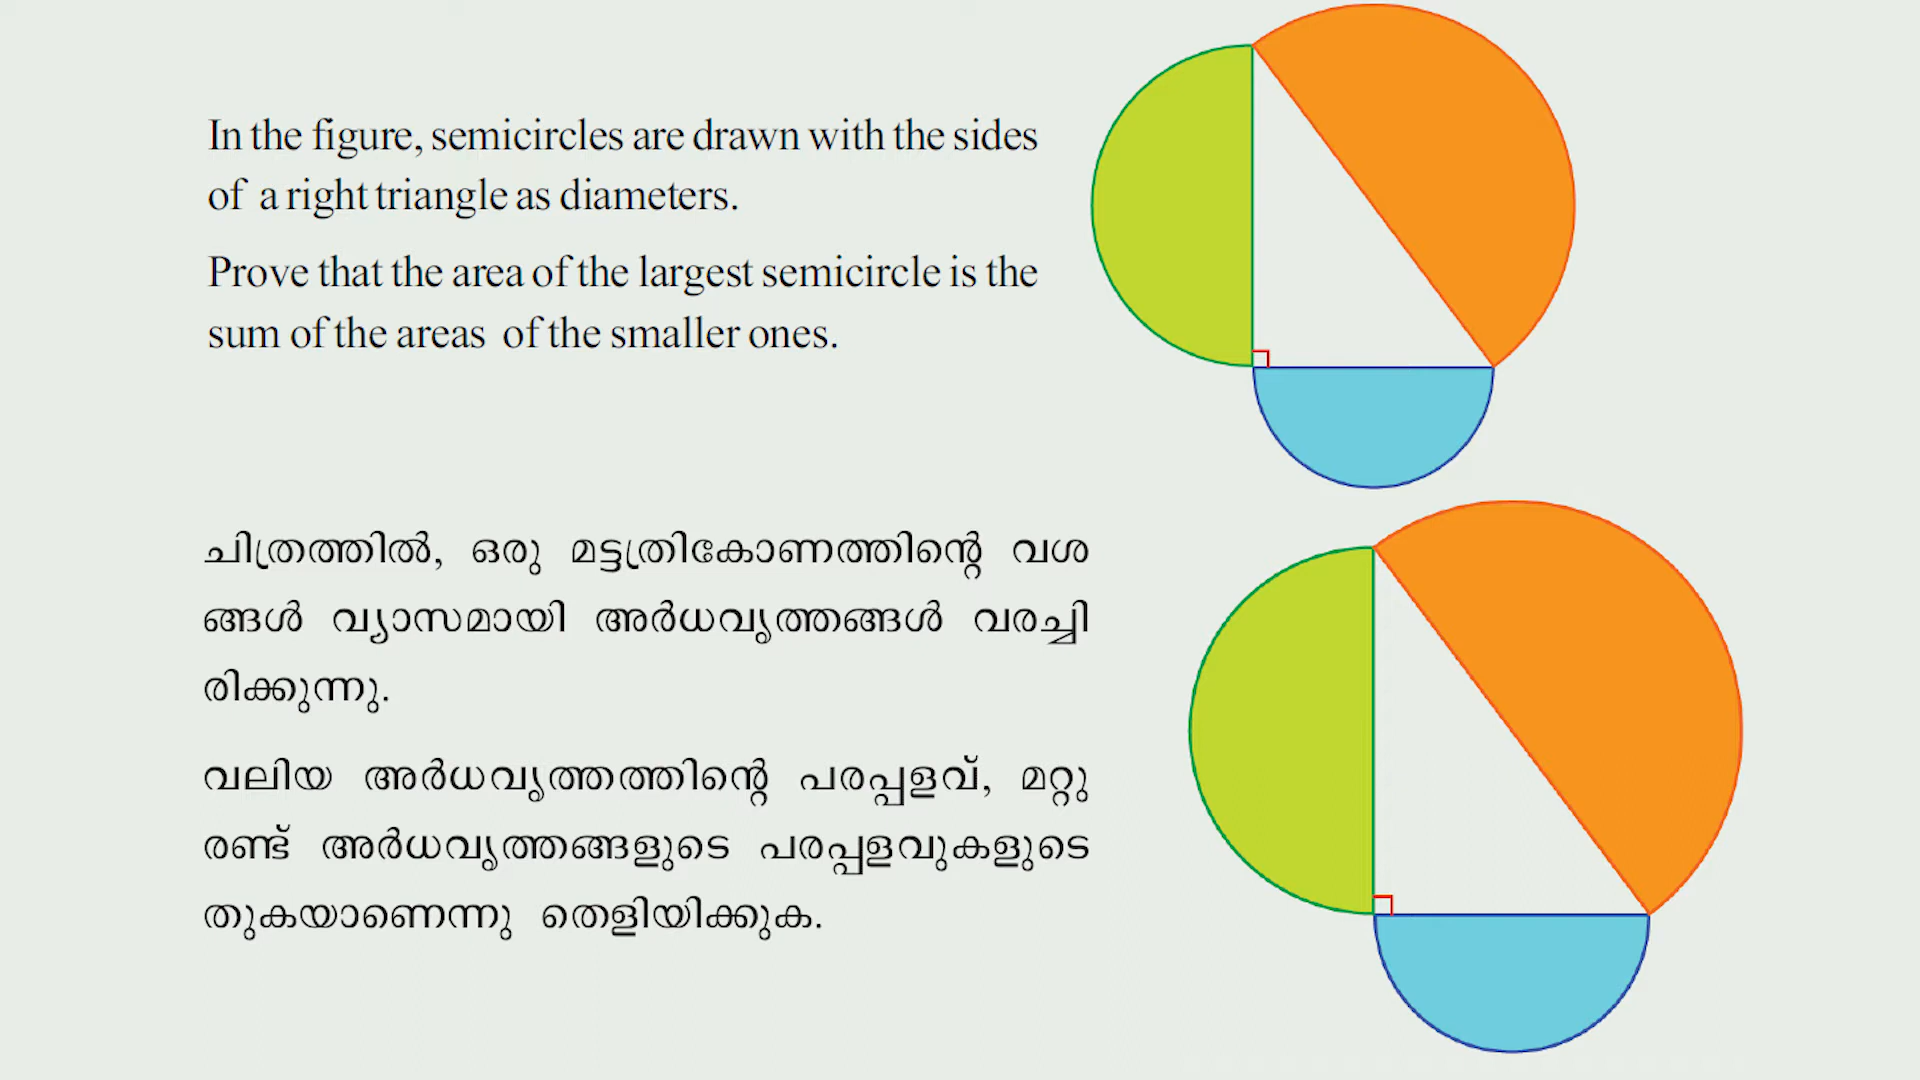 In the figure, semicircles are drawn with the sides
of a right triangle as diameters.
Prove that the area of the largest semicircle is the
sum of the areas of the smaller ones.
ചിത്രത്തിൽ, ഒരു മട്ടത്രികോണത്തിന്റെ വശ
ങ്ങൾ വ്യാസമായി അർധവൃത്തങ്ങൾ വരച്ചി
രിക്കുന്നു.
വലിയ അർധവൃത്തത്തിന്റെ പരപ്പളവ്, മറ്റു
രണ്ട് അർധവൃത്തങ്ങളുടെ പരപ്പളവുകളുടെ
തുകയാണെന്നു തെളിയിക്കുക.